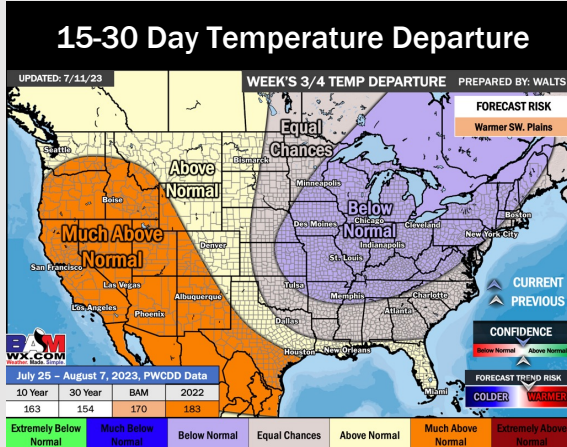 15-30 Day Temperature Departure
UPDATED: 7/11/23
WEEK'S 3/4 TEMP DEPARTURE
PREPARED BY: WALTS
FORECAST RISK
Warmer SW. Plains
Equal
Chances
Seattle
Bismarck
Above
Normal
Minneapolis
Boise
Below
Normal
Chicago
Boston
Des Moines
Cleveland
New York City
Indianapolis
Much Above
Normal
Denver
St. Louis
San Francisco
Las Vegas
Tulsa
CURRENT
PREVIOUS
Los Angeles
Albuquerque
Memphis
Charlotte
Phoenix
Atlanta
Dallas
CONFIDENCE
Below Normal
Above Normal
BAM
WX.COM
Weather. Made. Simple.
Houston
New Orleans
Miami
FORECAST TREND RISK
COLDER
WARMER
July 25 – August 7, 2023, PWCDD Data
10 Year 30 Year BAM 2022
163 154 170 183
Extremely Below Normal
Much Below Normal
Below Normal
Equal Chances
Above Normal
Much Above Normal
Extremely Above Normal